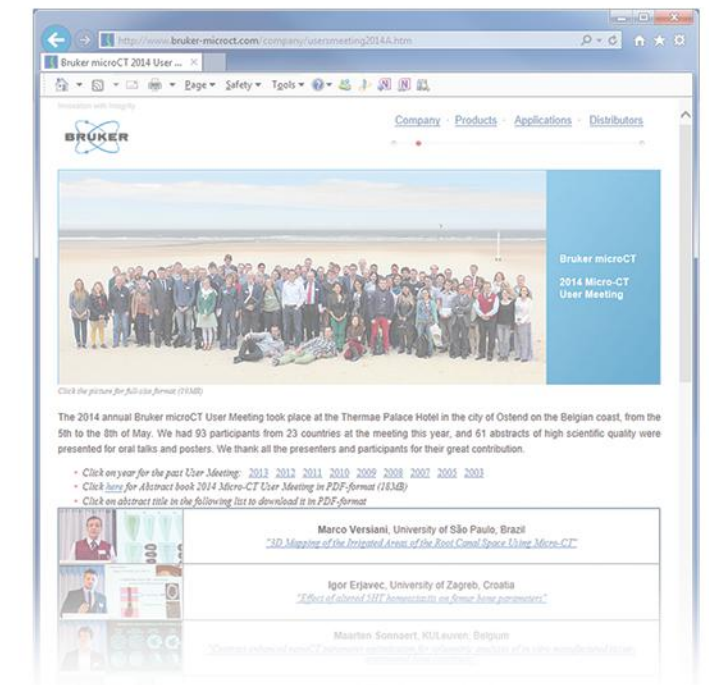 http://www.bruker-microct.com/company/usersmeeting2014A.htm
Bruker microCT 2014 User ...
Page Safety Tools
Innovation with Integrity
BRUKER
Company · Products · Applications · Distributors
Bruker microCT
2014 Micro-CT
User Meeting
Click the picture for full-size format (19MB)
The 2014 annual Bruker microCT User Meeting took place at the Thermae Palace Hotel in the city of Ostend on the Belgian coast, from the
5th to the 8th of May. We had 93 participants from 23 countries at the meeting this year, and 61 abstracts of high scientific quality were
presented for oral talks and posters. We thank all the presenters and participants for their great contribution.
• Click on year for the past User Meeting: 2013 2012 2011 2010 2009 2008 2007 2005 2003
• Click here for Abstract book 2014 Micro-CT User Meeting in PDF-format (183MB)
• Click on abstract title in the following list to download it in PDF-format
Marco Versiani, University of São Paulo, Brazil
"3D Mapping of the Irrigated Areas of the Root Canal Space Using Micro-CT"
Igor Erjavec, University of Zagreb, Croatia
"Effect of altered 5HT homeostasis on femur bone parameters"
Maarten Sonnaert, KULeuven, Belgium